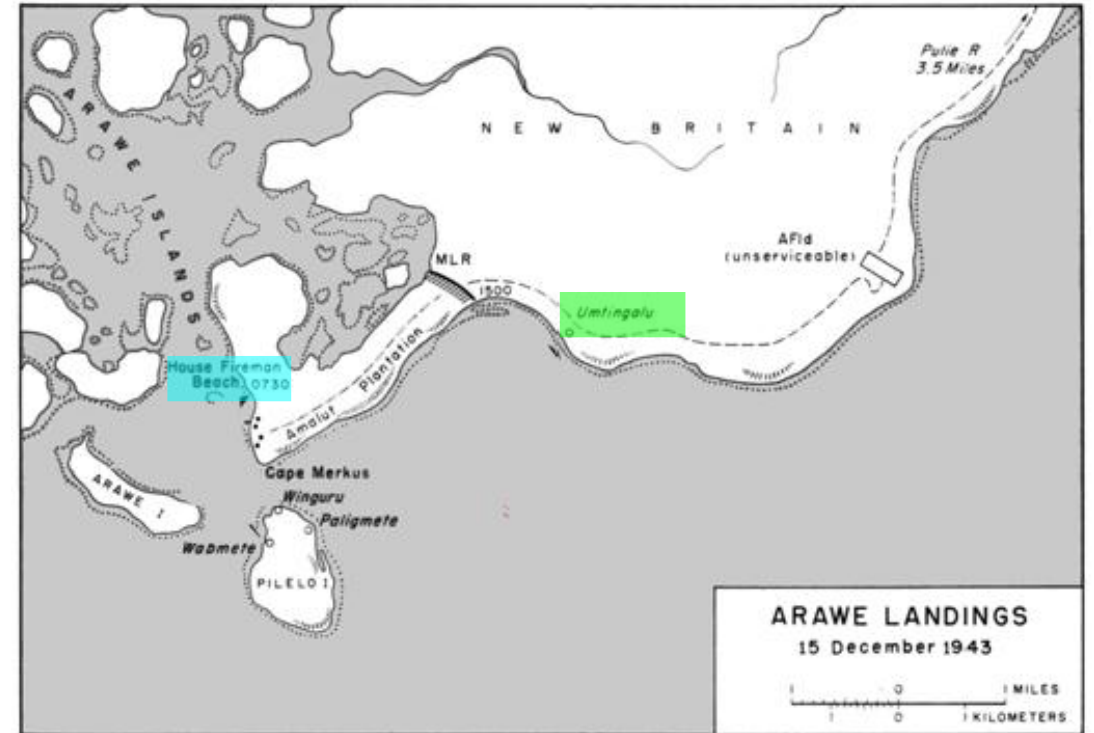 Pulie R
3.5 Miles
NEW BRITAIN
ARAWE ISLANDS
AFld
(unserviceable)
MLR
1500
Umtingalu
House Fireman
Beach 0730
Amalut Plantation
Cape Merkus
ARAWE I
Winguru
Paligmete
Wabmete
PILELO I
ARAWE LANDINGS
15 December 1943
1 0 1 MILES
1 0 1 KILOMETERS